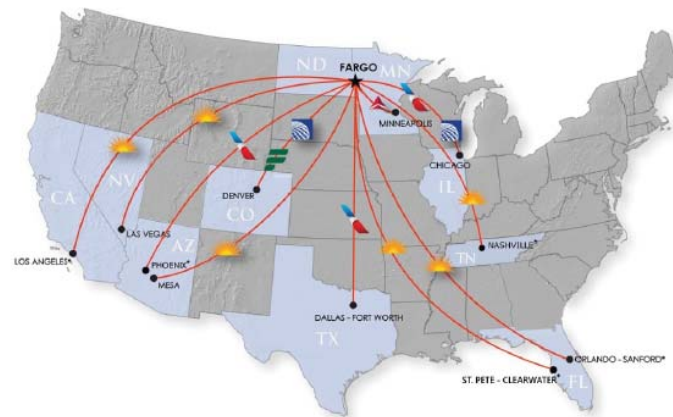 ND
MN
FARGO
MINNEAPOLIS
CHICAGO
IL
NV
CA
DENVER
CO
LAS VEGAS
AZ
LOS ANGELES*
PHOENIX*
MESA
NASHVILLE*
TN
DALLAS - FORT WORTH
TX
ORLANDO - SANFORD*
ST. PETE - CLEARWATER*
FL